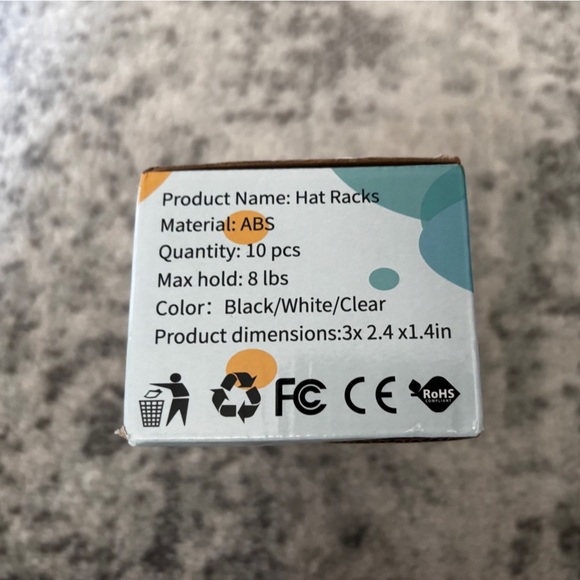 Product Name: Hat Racks
Material: ABS
Quantity: 10 pcs
Max hold: 8 lbs
Color： Black/White/Clear
Product dimensions:3x 2.4 x1.4in
FC CE RoHS
COMPLIANT